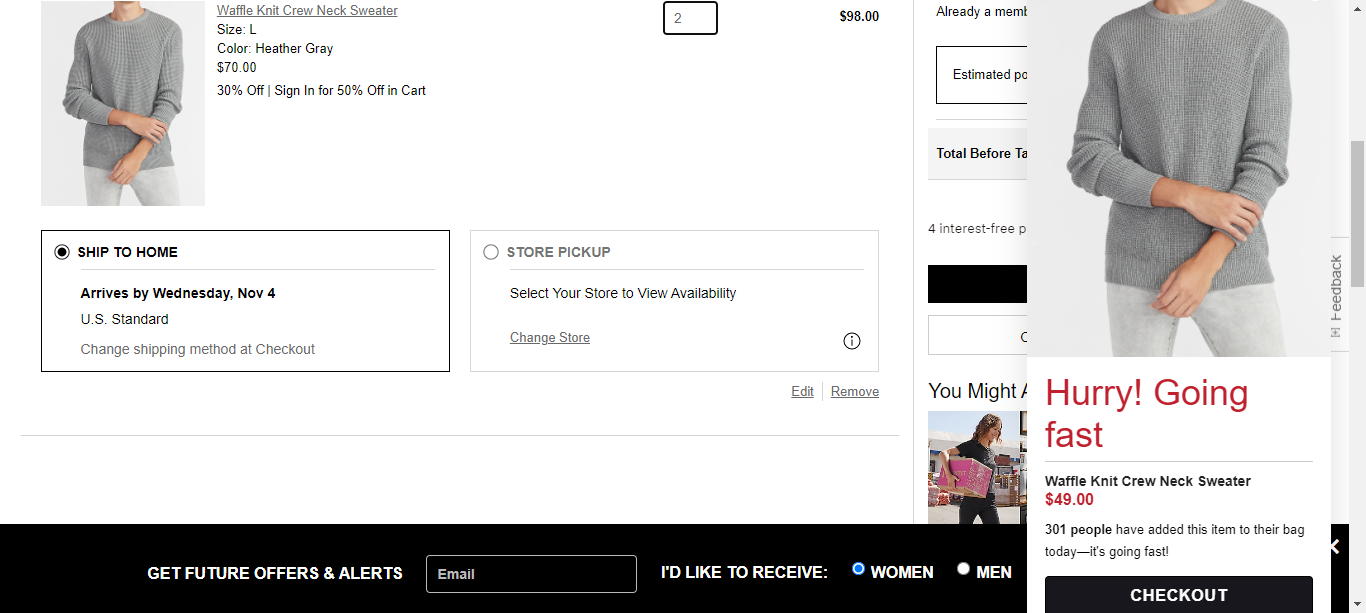 Waffle Knit Crew Neck Sweater
Size: L
Color: Heather Gray
$70.00
30% Off | Sign In for 50% Off in Cart
2
$98.00
SHIP TO HOME
Arrives by Wednesday, Nov 4
U.S. Standard
Change shipping method at Checkout
STORE PICKUP
Select Your Store to View Availability
Change Store
Edit
Remove
Already a memb
Estimated po
Total Before Ta
4 interest-free p
You Might A
Hurry! Going
fast
Waffle Knit Crew Neck Sweater
$49.00
301 people have added this item to their bag
today—it's going fast!
CHECKOUT
Feedback
GET FUTURE OFFERS & ALERTS
Email
I'D LIKE TO RECEIVE:
WOMEN
MEN